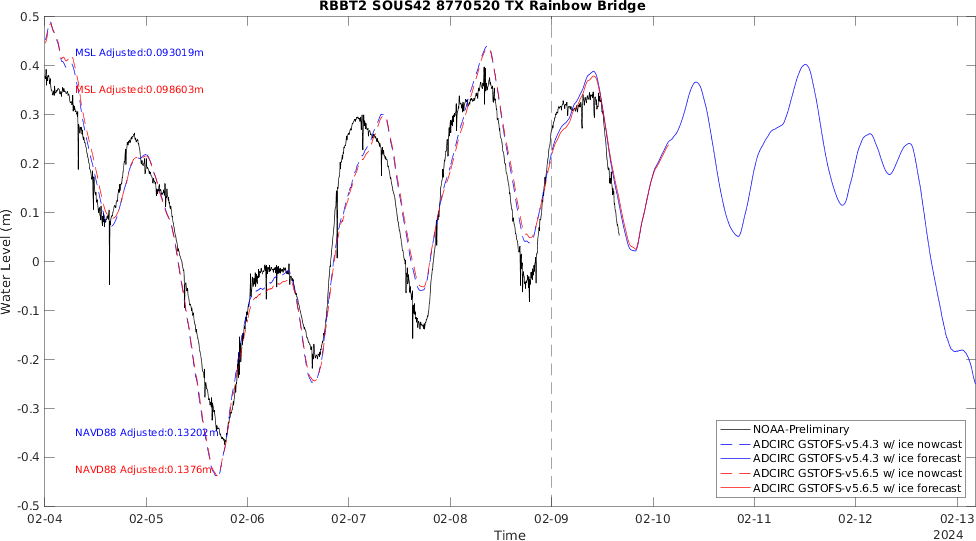 RBBT2 SOUS42 8770520 TX Rainbow Bridge
0.5
0.4
0.3
0.2
0.1
0
-0.1
-0.2
-0.3
-0.4
-0.5
Water Level (m)
MSL Adjusted:0.093019m
MSL Adjusted:0.098603m
NAVD88 Adjusted:0.13202m
NAVD88 Adjusted:0.1376m
NOAA-Preliminary
ADCIRC GSTOFS-v5.4.3 w/ ice nowcast
ADCIRC GSTOFS-v5.4.3 w/ ice forecast
ADCIRC GSTOFS-v5.6.5 w/ ice nowcast
ADCIRC GSTOFS-v5.6.5 w/ ice forecast
02-04 02-05 02-06 02-07 02-08 02-09 02-10 02-11 02-12 02-13
Time
2024